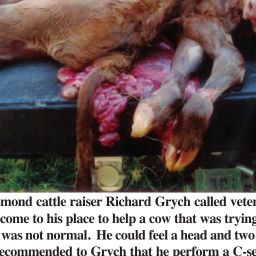 mond cattle raiser Richard Grych called veter
come to his place to help a cow that was trying
was not normal. He could feel a head and two
ecommended to Grych that he perform a C-se